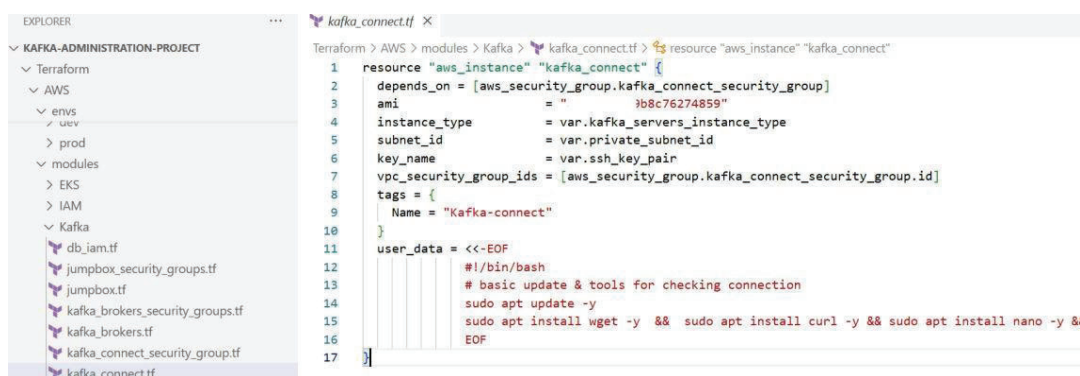 EXPLORER ...
KAFKA-ADMINISTRATION-PROJECT
Terraform
AWS
envs
dev
prod
modules
EKS
IAM
Kafka
db_iam.tf
jumpbox_security_groups.tf
jumpbox.tf
kafka_brokers_security_groups.tf
kafka_brokers.tf
kafka_connect_security_group.tf
kafka_connect.tf
kafka_connect.tf ×
Terraform > AWS > modules > Kafka > kafka_connect.tf > resource "aws_instance" "kafka_connect"
1 resource "aws_instance" "kafka_connect" {
2 depends_on = [aws_security_group.kafka_connect_security_group]
3 ami = " 9b8c76274859"
4 instance_type = var.kafka_servers_instance_type
5 subnet_id = var.private_subnet_id
6 key_name = var.ssh_key_pair
7 vpc_security_group_ids = [aws_security_group.kafka_connect_security_group.id]
8 tags = {
9 Name = "Kafka-connect"
10 }
11 user_data = <<-EOF
12 #!/bin/bash
13 # basic update & tools for checking connection
14 sudo apt update -y
15 sudo apt install wget -y && sudo apt install curl -y && sudo apt install nano -y &&
16 EOF
17 }